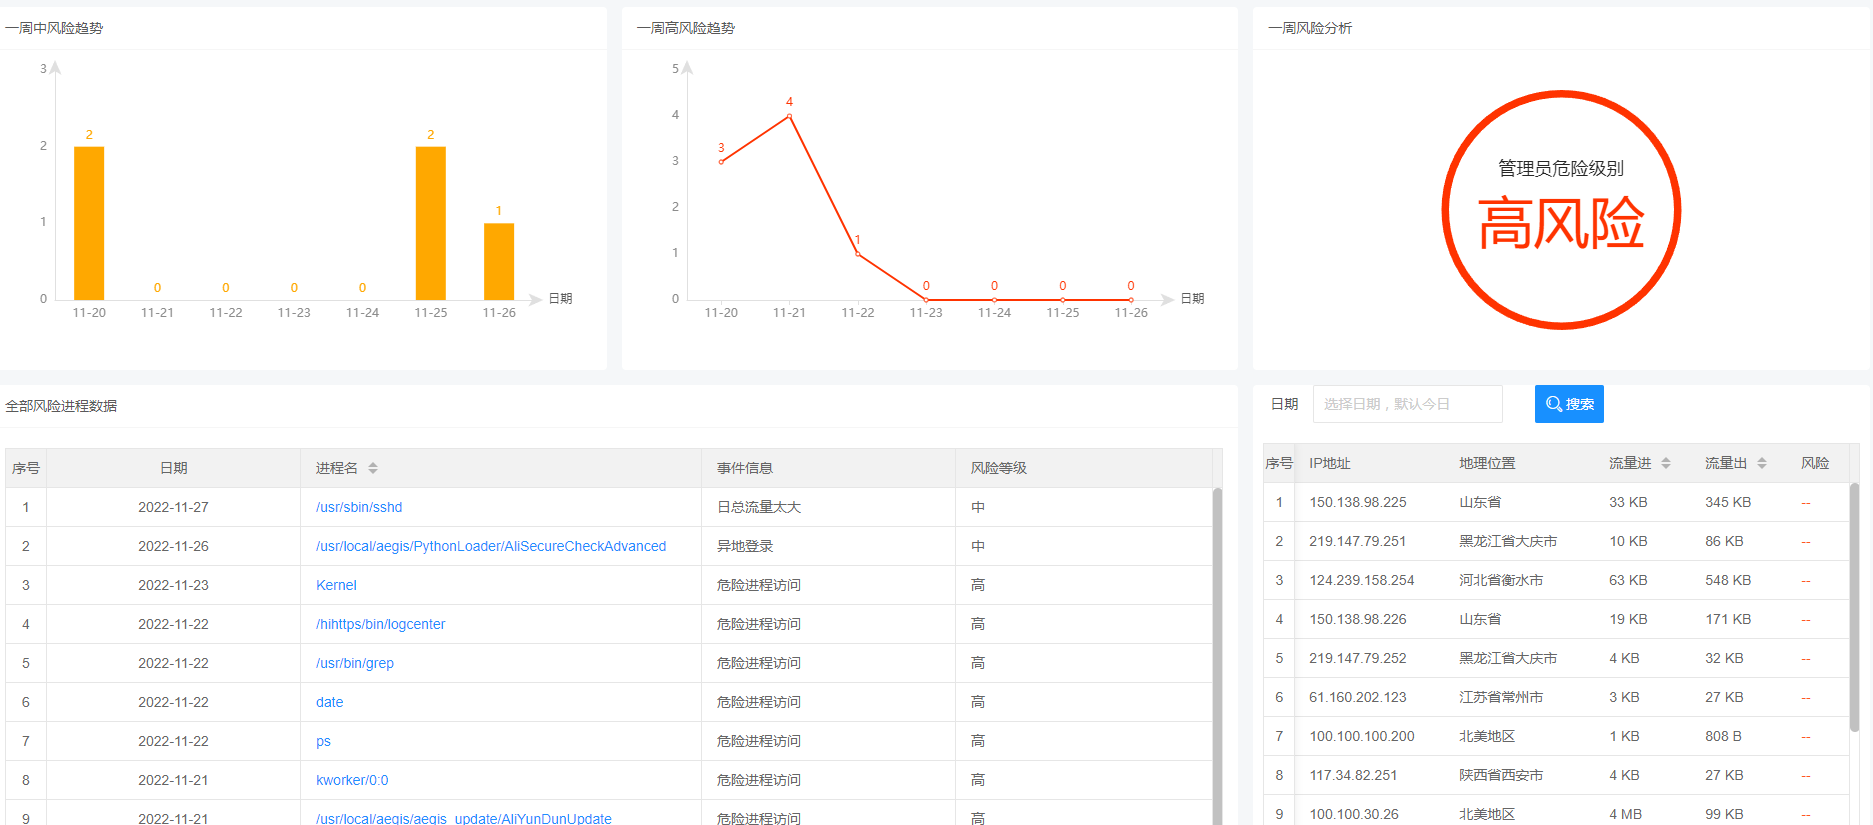 一周中风险趋势
3
2
1
0
2
0
0
0
0
2
1
11-20 11-21 11-22 11-23 11-24 11-25 11-26
日期
一周高风险趋势
5
4
3
2
1
0
3
4
1
0
0
0
0
11-20 11-21 11-22 11-23 11-24 11-25 11-26
日期
一周风险分析
管理员危险级别
高风险
全部风险进程数据
序号 日期 进程名 事件信息 风险等级
1 2022-11-27 /usr/sbin/sshd 日总流量太大 中
2 2022-11-26 /usr/local/aegis/PythonLoader/AliSecureCheckAdvanced 异地登录 中
3 2022-11-23 Kernel 危险进程访问 高
4 2022-11-22 /hihttps/bin/logcenter 危险进程访问 高
5 2022-11-22 /usr/bin/grep 危险进程访问 高
6 2022-11-22 date 危险进程访问 高
7 2022-11-22 ps 危险进程访问 高
8 2022-11-21 kworker/0:0 危险进程访问 高
9 2022-11-21 /usr/local/aegis/aegis_update/AliYunDunUpdate 危险进程访问 高
日期 选择日期，默认今日 搜索
序号 IP地址 地理位置 流量进 流量出 风险
1 150.138.98.225 山东省 33 KB 345 KB --
2 219.147.79.251 黑龙江省大庆市 10 KB 86 KB --
3 124.239.158.254 河北省衡水市 63 KB 548 KB --
4 150.138.98.226 山东省 19 KB 171 KB --
5 219.147.79.252 黑龙江省大庆市 4 KB 32 KB --
6 61.160.202.123 江苏省常州市 3 KB 27 KB --
7 100.100.100.200 北美地区 1 KB 808 B --
8 117.34.82.251 陕西省西安市 4 KB 27 KB --
9 100.100.30.26 北美地区 4 MB 99 KB --